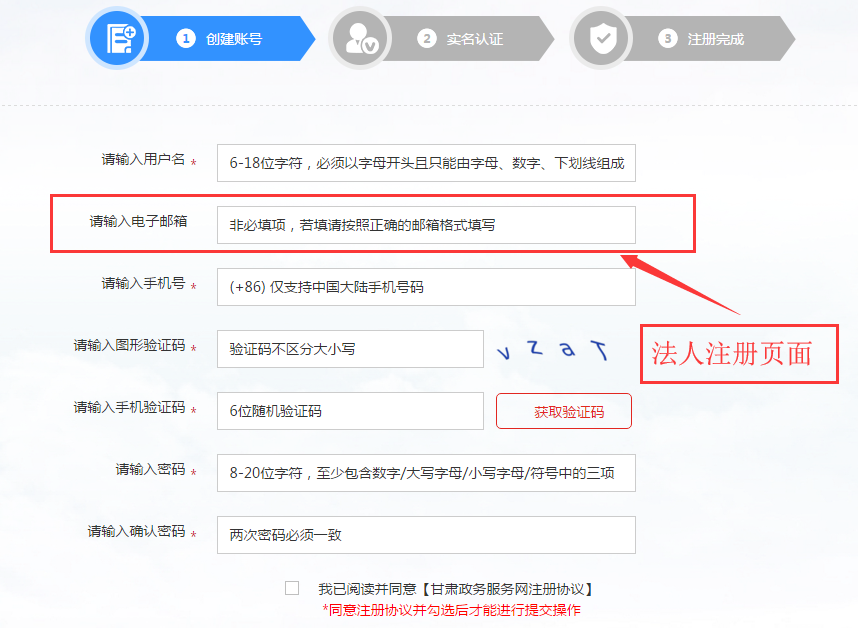 1 创建账号
2 实名认证
3 注册完成
请输入用户名 * 6-18位字符，必须以字母开头且只能由字母、数字、下划线组成
请输入电子邮箱 非必填项，若填请按照正确的邮箱格式填写
请输入手机号 * (+86) 仅支持中国大陆手机号码
法人注册页面
请输入图形验证码 * 验证码不区分大小写 v z a T
请输入手机验证码 * 6位随机验证码 获取验证码
请输入密码 * 8-20位字符，至少包含数字/大写字母/小写字母/符号中的三项
请输入确认密码 * 两次密码必须一致
我已阅读并同意【甘肃政务服务网注册协议】
*同意注册协议并勾选后才能进行提交操作